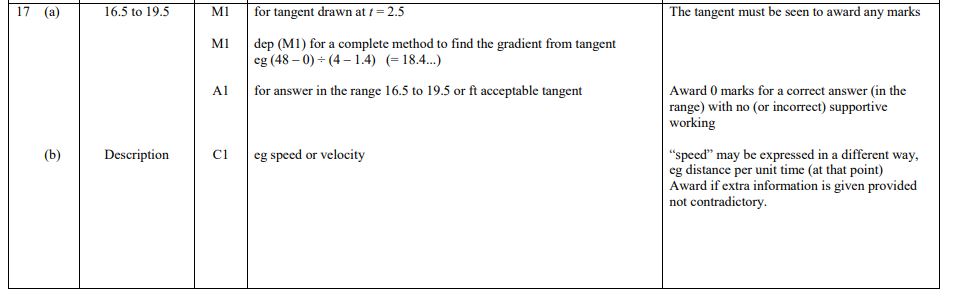 17 (a) 16.5 to 19.5 M1 for tangent drawn at t = 2.5 The tangent must be seen to award any marks
M1 dep (M1) for a complete method to find the gradient from tangent
eg (48 – 0) ÷ (4 – 1.4) (= 18.4...)
A1 for answer in the range 16.5 to 19.5 or ft acceptable tangent Award 0 marks for a correct answer (in the
range) with no (or incorrect) supportive
working
(b) Description C1 eg speed or velocity “speed” may be expressed in a different way,
eg distance per unit time (at that point)
Award if extra information is given provided
not contradictory.